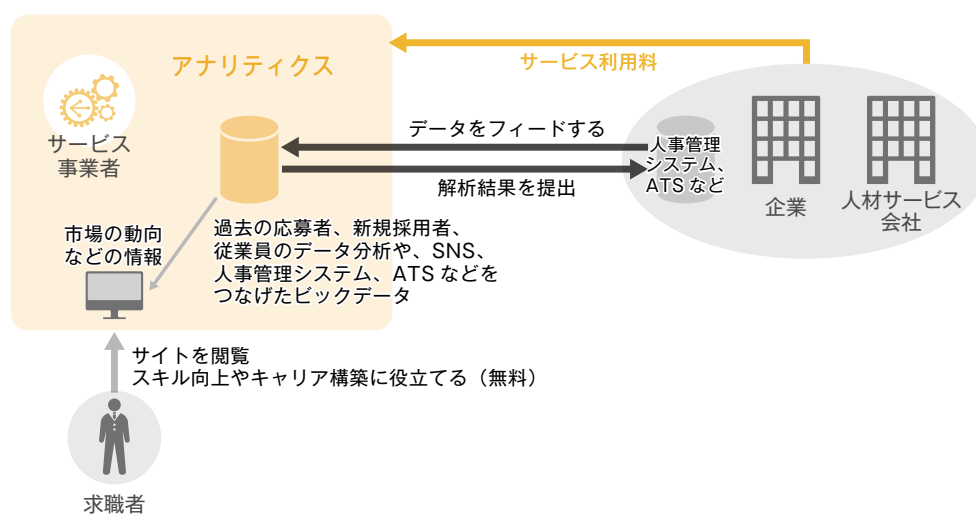 アナリティクス
サービス利用料
サービス
事業者
データをフィードする
解析結果を提出
人事管理
システム、
ATS など
企業
人材サービス
会社
市場の動向
などの情報
過去の応募者、新規採用者、
従業員のデータ分析や、SNS、
人事管理システム、ATS などを
つなげたビックデータ
サイトを閲覧
スキル向上やキャリア構築に役立てる（無料）
求職者